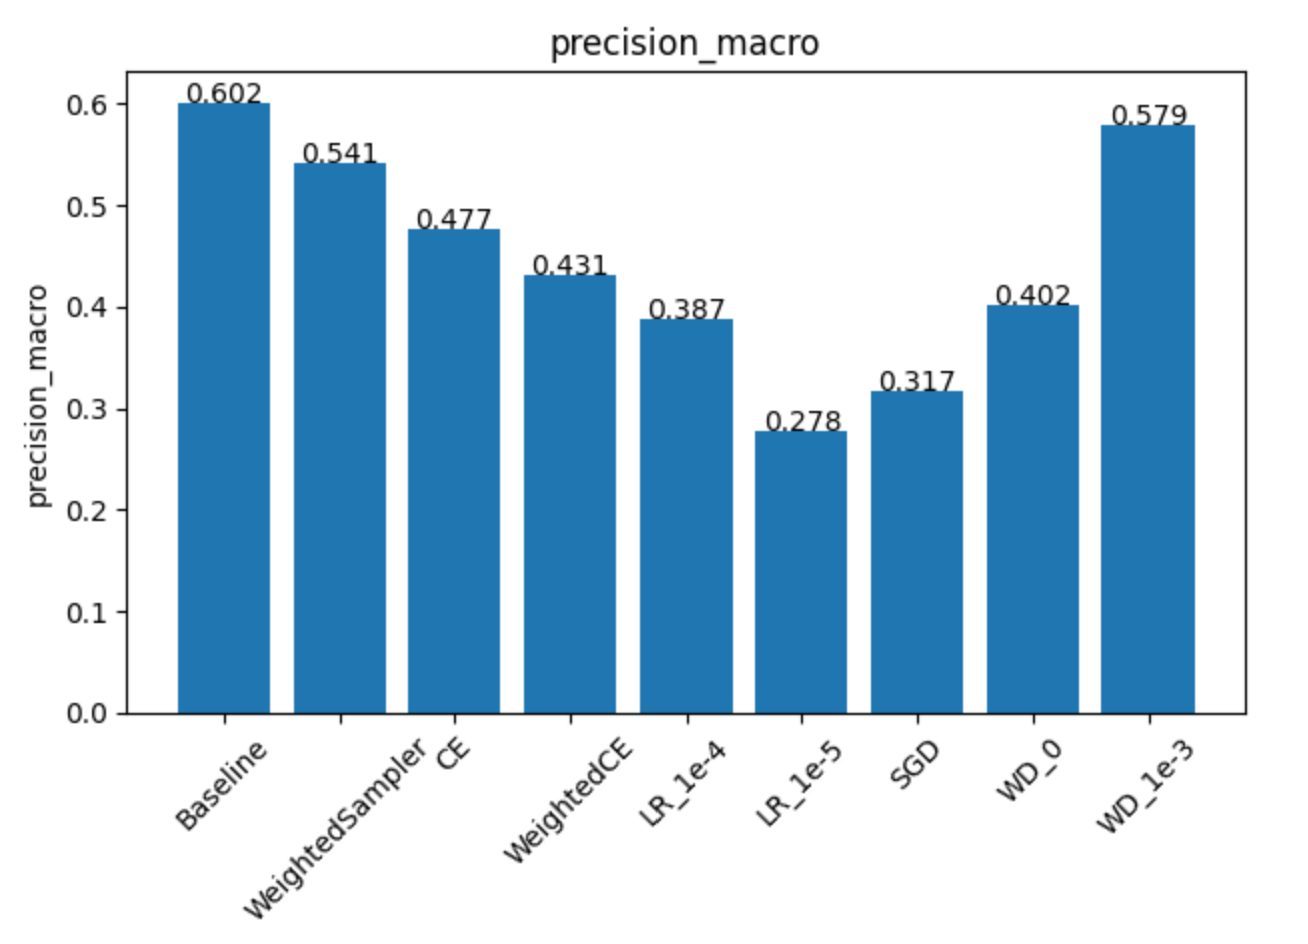 precision_macro
precision_macro
0.6
0.5
0.4
0.3
0.2
0.1
0.0
0.602
0.541
0.477
0.431
0.387
0.278
0.317
0.402
0.579
Baseline
WeightedSampler
CE
WeightedCE
LR_1e-4
LR_1e-5
SGD
WD_0
WD_1e-3